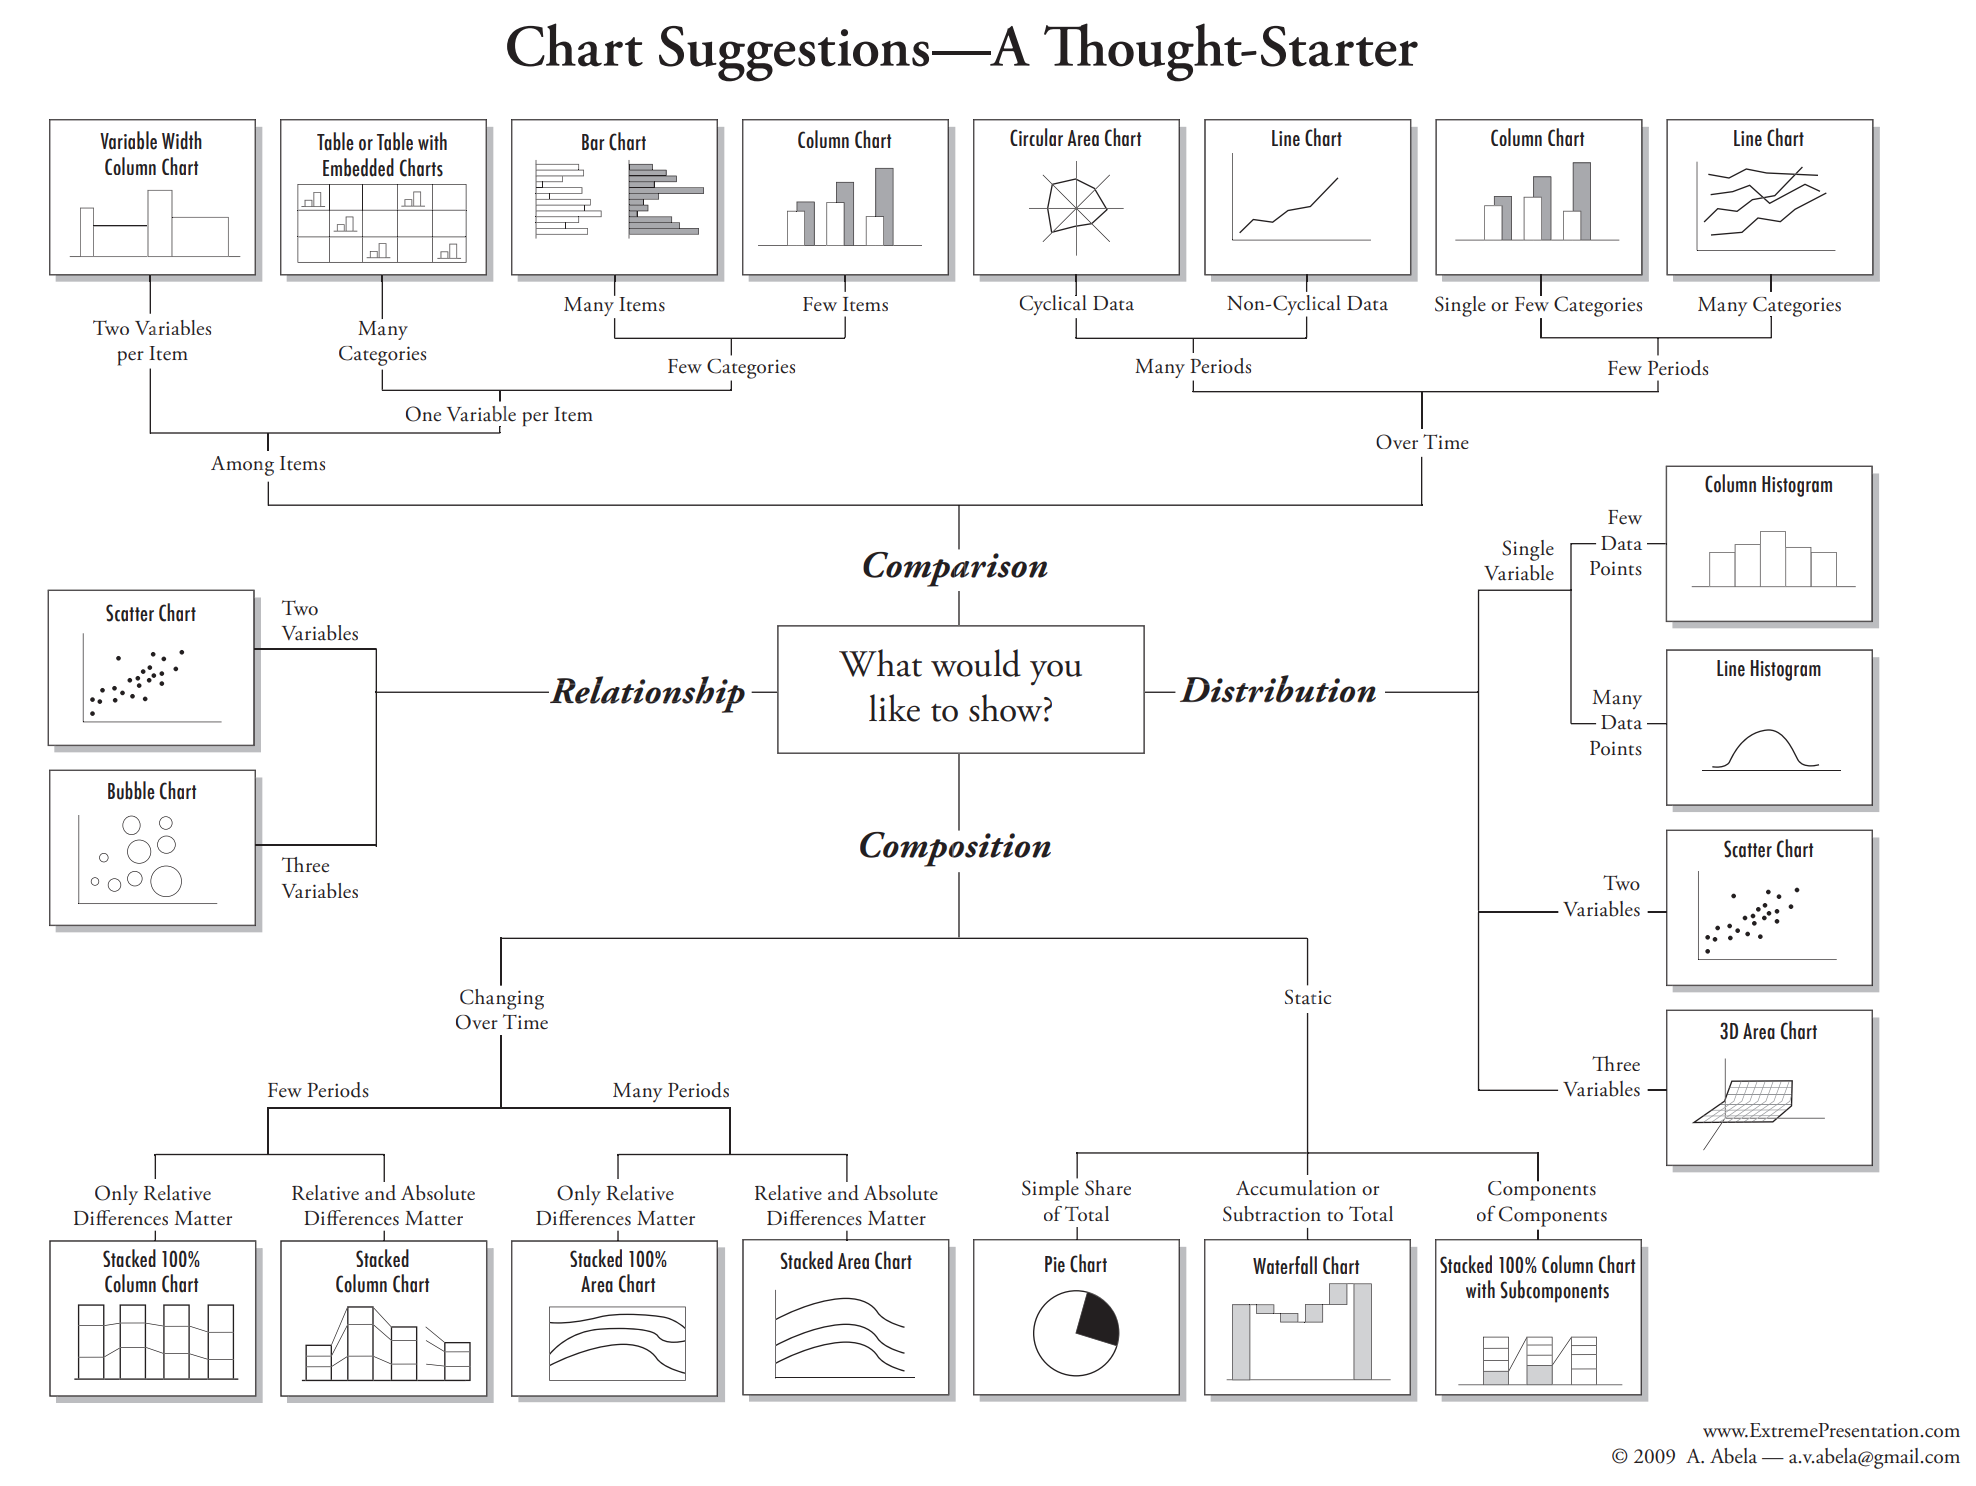 Chart Suggestions—A Thought-Starter
Variable Width
Column Chart
Table or Table with
Embedded Charts
Bar Chart
Column Chart
Circular Area Chart
Line Chart
Column Chart
Line Chart
Two Variables
per Item
Many
Categories
Many Items
Few Items
Cyclical Data
Non-Cyclical Data
Single or Few Categories
Many Categories
Few Categories
Many Periods
Few Periods
One Variable per Item
Among Items
Over Time
Comparison
Relationship
What would you
like to show?
Distribution
Composition
Scatter Chart
Two
Variables
Bubble Chart
Three
Variables
Single
Variable
Few
Data
Points
Column Histogram
Many
Data
Points
Line Histogram
Two
Variables
Scatter Chart
Three
Variables
3D Area Chart
Changing
Over Time
Static
Few Periods
Many Periods
Only Relative
Differences Matter
Relative and Absolute
Differences Matter
Only Relative
Differences Matter
Relative and Absolute
Differences Matter
Simple Share
of Total
Accumulation or
Subtraction to Total
Components
of Components
Stacked 100%
Column Chart
Stacked
Column Chart
Stacked 100%
Area Chart
Stacked Area Chart
Pie Chart
Waterfall Chart
Stacked 100% Column Chart
with Subcomponents
www.ExtremePresentation.com
© 2009 A. Abela — a.v.abela@gmail.com